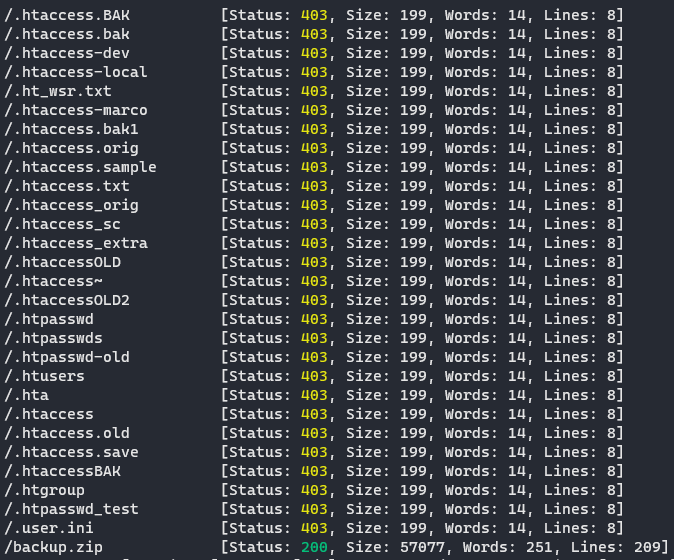 /.htaccess.BAK [Status: 403, Size: 199, Words: 14, Lines: 8]
/.htaccess.bak [Status: 403, Size: 199, Words: 14, Lines: 8]
/.htaccess-dev [Status: 403, Size: 199, Words: 14, Lines: 8]
/.htaccess-local [Status: 403, Size: 199, Words: 14, Lines: 8]
/.ht_wsr.txt [Status: 403, Size: 199, Words: 14, Lines: 8]
/.htaccess-marco [Status: 403, Size: 199, Words: 14, Lines: 8]
/.htaccess.bak1 [Status: 403, Size: 199, Words: 14, Lines: 8]
/.htaccess.orig [Status: 403, Size: 199, Words: 14, Lines: 8]
/.htaccess.sample [Status: 403, Size: 199, Words: 14, Lines: 8]
/.htaccess.txt [Status: 403, Size: 199, Words: 14, Lines: 8]
/.htaccess_orig [Status: 403, Size: 199, Words: 14, Lines: 8]
/.htaccess_sc [Status: 403, Size: 199, Words: 14, Lines: 8]
/.htaccess_extra [Status: 403, Size: 199, Words: 14, Lines: 8]
/.htaccessOLD [Status: 403, Size: 199, Words: 14, Lines: 8]
/.htaccess~ [Status: 403, Size: 199, Words: 14, Lines: 8]
/.htaccessOLD2 [Status: 403, Size: 199, Words: 14, Lines: 8]
/.htpasswd [Status: 403, Size: 199, Words: 14, Lines: 8]
/.htpasswds [Status: 403, Size: 199, Words: 14, Lines: 8]
/.htpasswd-old [Status: 403, Size: 199, Words: 14, Lines: 8]
/.htusers [Status: 403, Size: 199, Words: 14, Lines: 8]
/.hta [Status: 403, Size: 199, Words: 14, Lines: 8]
/.htaccess [Status: 403, Size: 199, Words: 14, Lines: 8]
/.htaccess.old [Status: 403, Size: 199, Words: 14, Lines: 8]
/.htaccess.save [Status: 403, Size: 199, Words: 14, Lines: 8]
/.htaccessBAK [Status: 403, Size: 199, Words: 14, Lines: 8]
/.htgroup [Status: 403, Size: 199, Words: 14, Lines: 8]
/.htpasswd_test [Status: 403, Size: 199, Words: 14, Lines: 8]
/.user.ini [Status: 403, Size: 199, Words: 14, Lines: 8]
/backup.zip [Status: 200, Size: 57077, Words: 251, Lines: 209]